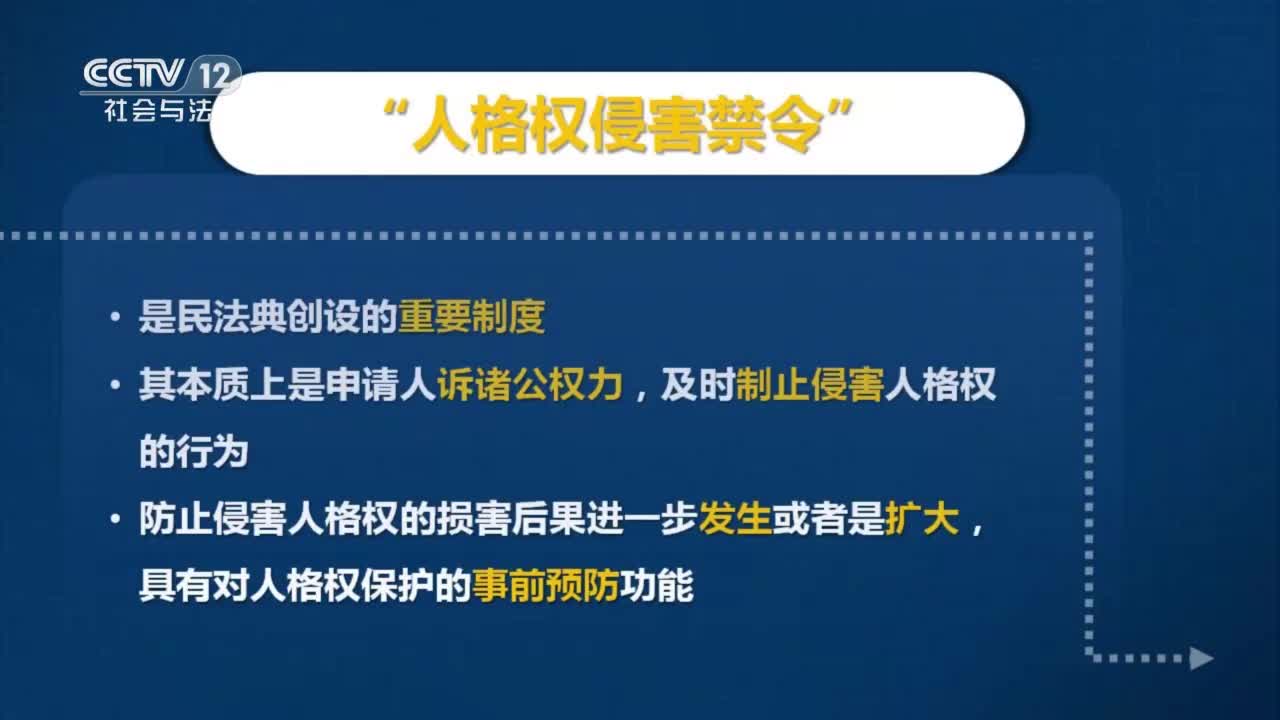 CCTV 12
社会与法
“人格权侵害禁令”
• 是民法典创设的重要制度
• 其本质上是申请人诉诸公权力，及时制止侵害人格权
的行为
• 防止侵害人格权的损害后果进一步发生或者是扩大，
具有对人格权保护的事前预防功能